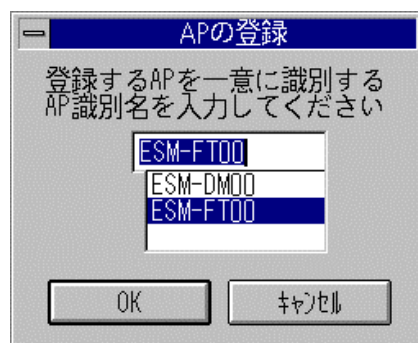 APの登録
登録するAPを一意に識別する
AP識別名を入力してください
ESM-FT00
ESM-DM00
ESM-FT00
OK
ｷｬﾝｾﾙ